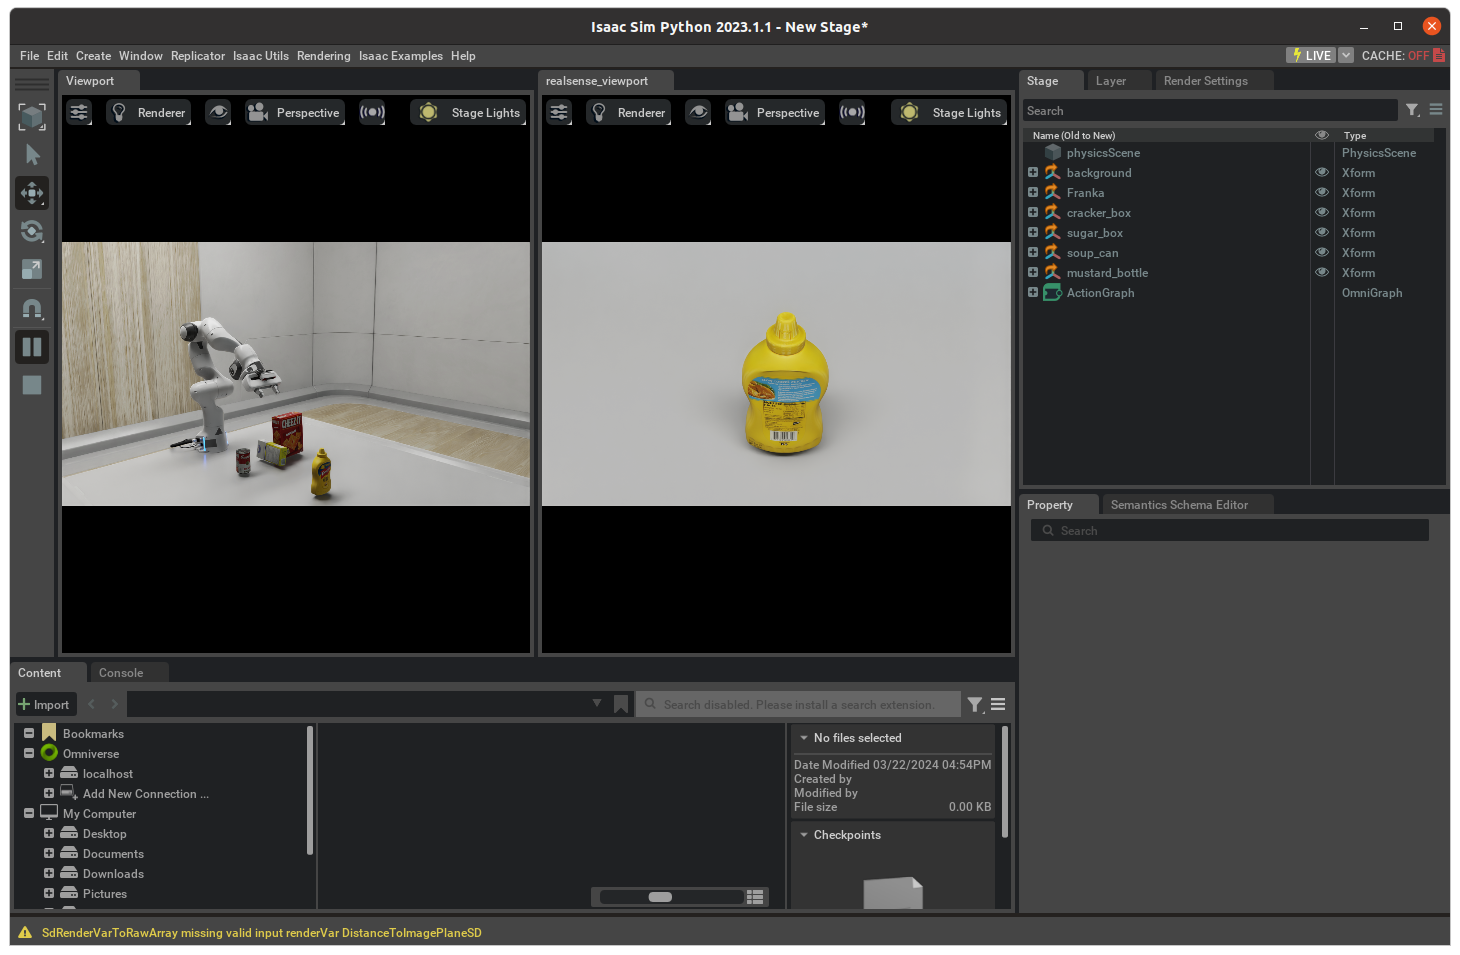 Isaac Sim Python 2023.1.1 - New Stage*
File Edit Create Window Replicator Isaac Utils Rendering Isaac Examples Help
LIVE CACHE: OFF
Viewport
realsense_viewport
Stage Layer Render Settings
Renderer Perspective Stage Lights
Renderer Perspective Stage Lights
Search
Name (Old to New) Type
physicsScene PhysicsScene
background Xform
Franka Xform
cracker_box Xform
sugar_box Xform
soup_can Xform
mustard_bottle Xform
ActionGraph OmniGraph
CHEEZ IT
Property Semantics Schema Editor
Search
Content Console
Import
Search disabled. Please install a search extension.
Bookmarks
Omniverse
localhost
Add New Connection ...
My Computer
Desktop
Documents
Downloads
Pictures
No files selected
Date Modified 03/22/2024 04:54PM
Created by
Modified by
File size 0.00 KB
Checkpoints
SdRenderVarToRawArray missing valid input renderVar DistanceToImagePlaneSD